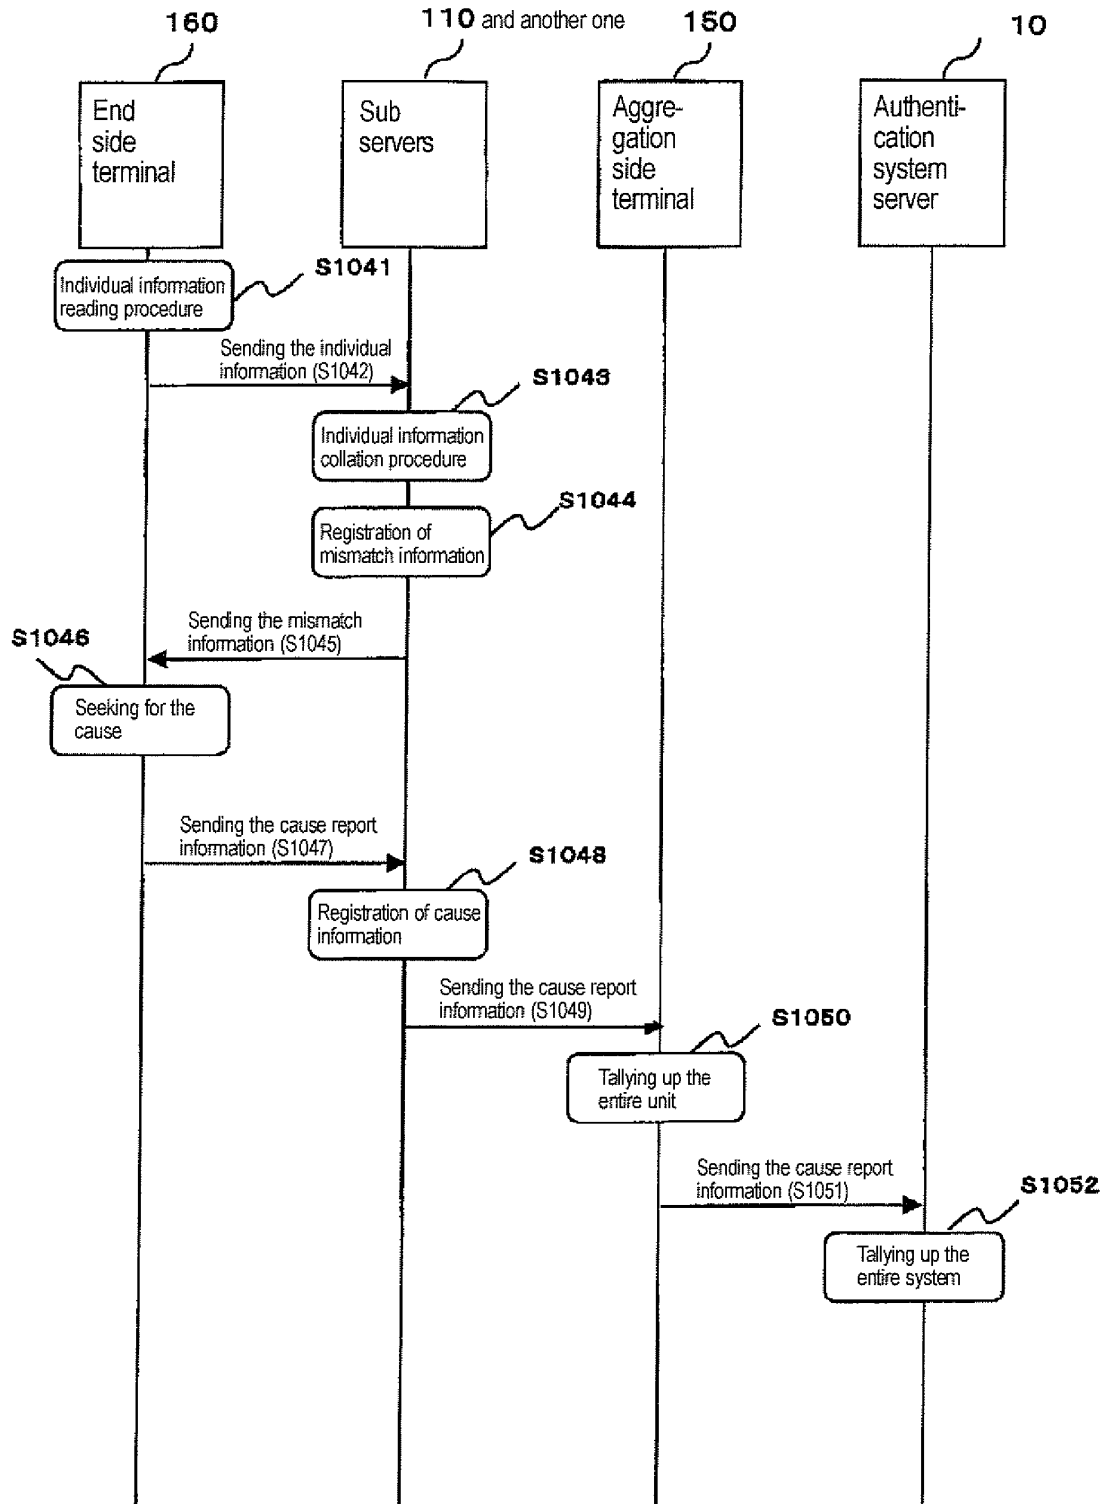 160
110 and another one
150
10
End
side
terminal
Sub
servers
Aggre-
gation
side
terminal
Authenti-
cation
system
server
S1041
Individual information
reading procedure
Sending the individual
information (S1042)
S1043
Individual information
collation procedure
S1044
Registration of
mismatch information
Sending the mismatch
information (S1045)
S1046
Seeking for the
cause
Sending the cause report
information (S1047)
S1048
Registration of cause
information
Sending the cause report
information (S1049)
S1050
Tallying up the
entire unit
Sending the cause report
information (S1051)
S1052
Tallying up the
entire system